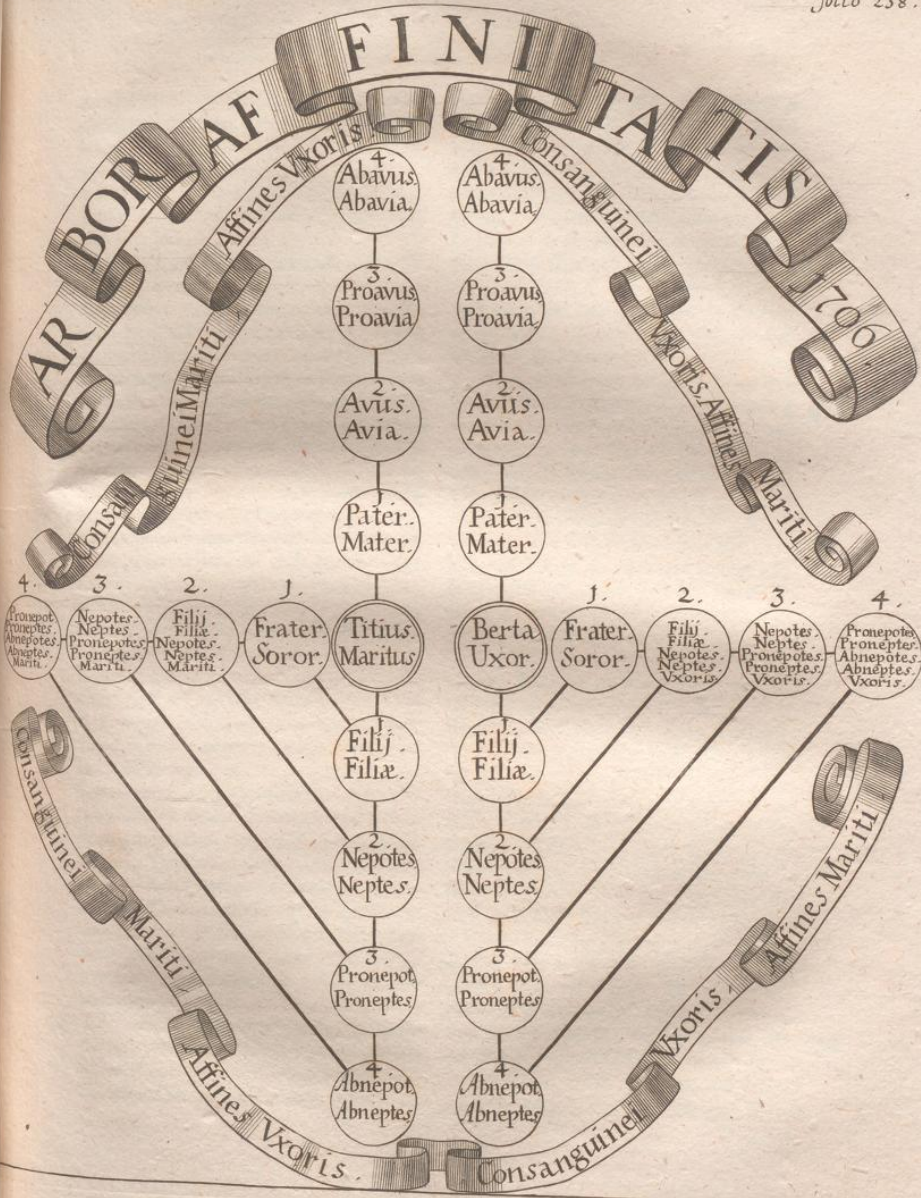 folio 238.
ARBOR AFFINITATIS 1706.
Consanguinei Mariti Affines Vxoris
Consanguinei Vxoris, Affines Mariti
4.
Abavus.
Abavia.
4.
Abavus.
Abavia.
3.
Proavus
Proavia
3.
Proavus
Proavia.
2.
Avus.
Avia.
2.
Avus.
Avia.
1
Pater.
Mater.
1
Pater.
Mater.
4.
Pronepot
Proneptes.
Abnepotes.
Abneptes.
Mariti.
3.
Nepotes.
Neptes.
Pronepotes
Proneptes.
Mariti.
2.
Filij.
Filiæ.
Nepotes.
Neptes.
Mariti.
1.
Frater.
Soror.
Titius.
Maritus
Berta
Uxor.
1.
Frater.
Soror.
2.
Filij
Filiæ.
Nepotes.
Neptes.
Vxoris.
3.
Nepotes.
Neptes.
Pronepotes
Proneptes.
Vxoris.
4.
Pronepotes
Proneptes.
Abnepotes.
Abneptes.
Vxoris.
1
Filij.
Filiæ.
1
Filij.
Filiæ.
2
Nepotes
Neptes.
2
Nepotes
Neptes.
3.
Pronepot.
Proneptes.
3.
Pronepot.
Proneptes
4
Abnepot.
Abneptes.
4
Abnepot.
Abneptes
Consanguinei Mariti Affines Vxoris.
Consanguinei Vxoris, Affines Mariti